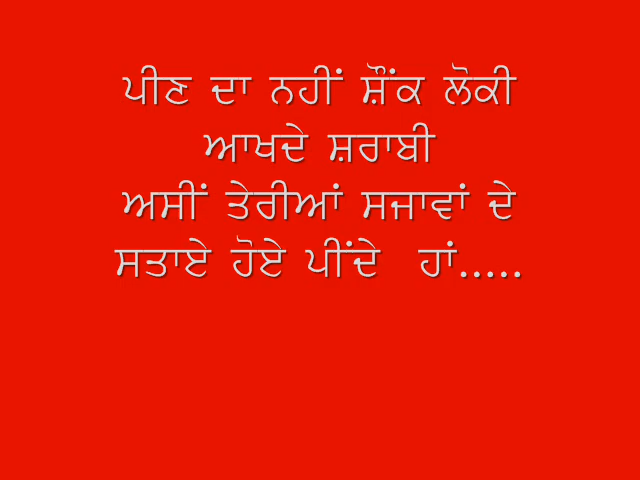 ਪੀਣ ਦਾ ਨਹੀਂ ਸ਼ੌਂਕ ਲੋਕੀ
ਆਖਦੇ ਸ਼ਰਾਬੀ
ਅਸੀਂ ਤੇਰੀਆਂ ਸਜਾਵਾਂ ਦੇ
ਸਤਾਏ ਹੋਏ ਪੀਂਦੇ ਹਾਂ.....